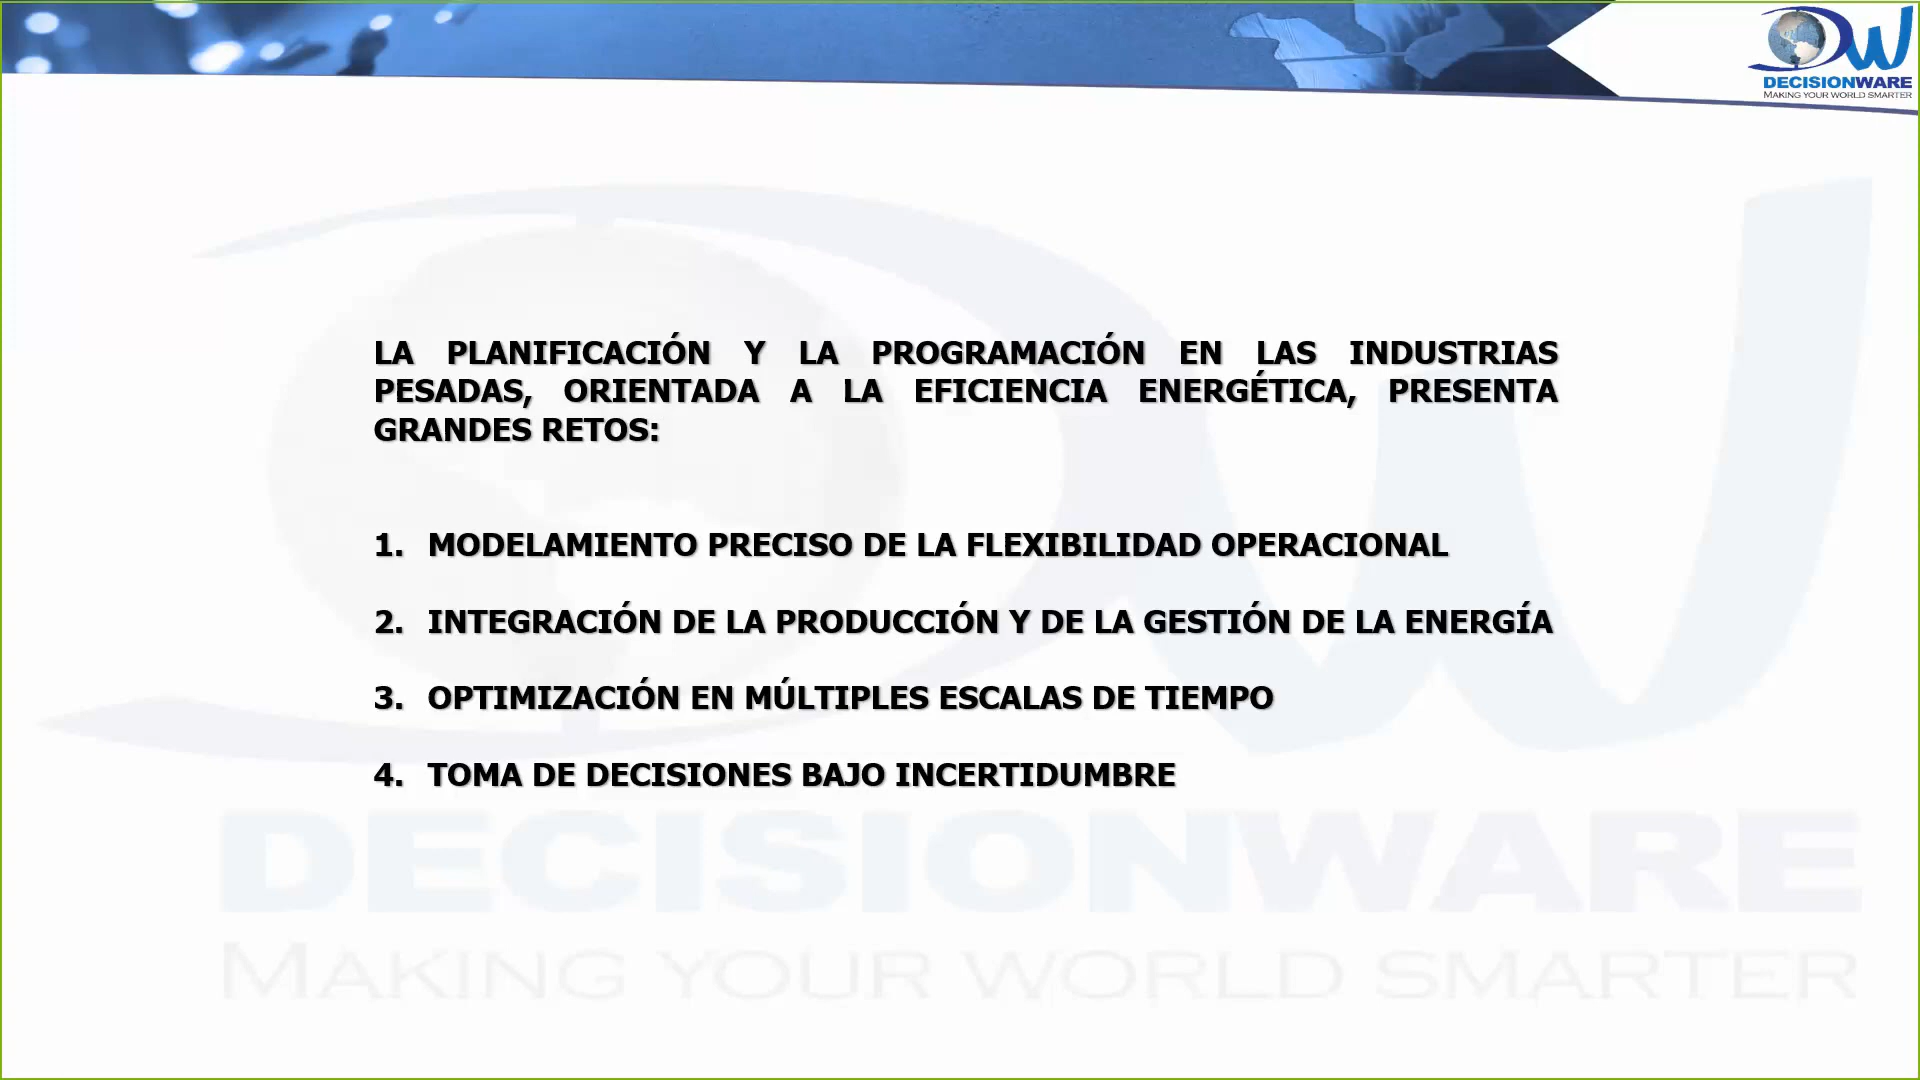 DW
DECISIONWARE
MAKING YOUR WORLD SMARTER
LA PLANIFICACIÓN Y LA PROGRAMACIÓN EN LAS INDUSTRIAS
PESADAS, ORIENTADA A LA EFICIENCIA ENERGÉTICA, PRESENTA
GRANDES RETOS:
1. MODELAMIENTO PRECISO DE LA FLEXIBILIDAD OPERACIONAL
2. INTEGRACIÓN DE LA PRODUCCIÓN Y DE LA GESTIÓN DE LA ENERGÍA
3. OPTIMIZACIÓN EN MÚLTIPLES ESCALAS DE TIEMPO
4. TOMA DE DECISIONES BAJO INCERTIDUMBRE
DECISIONWARE
MAKING YOUR WORLD SMARTER